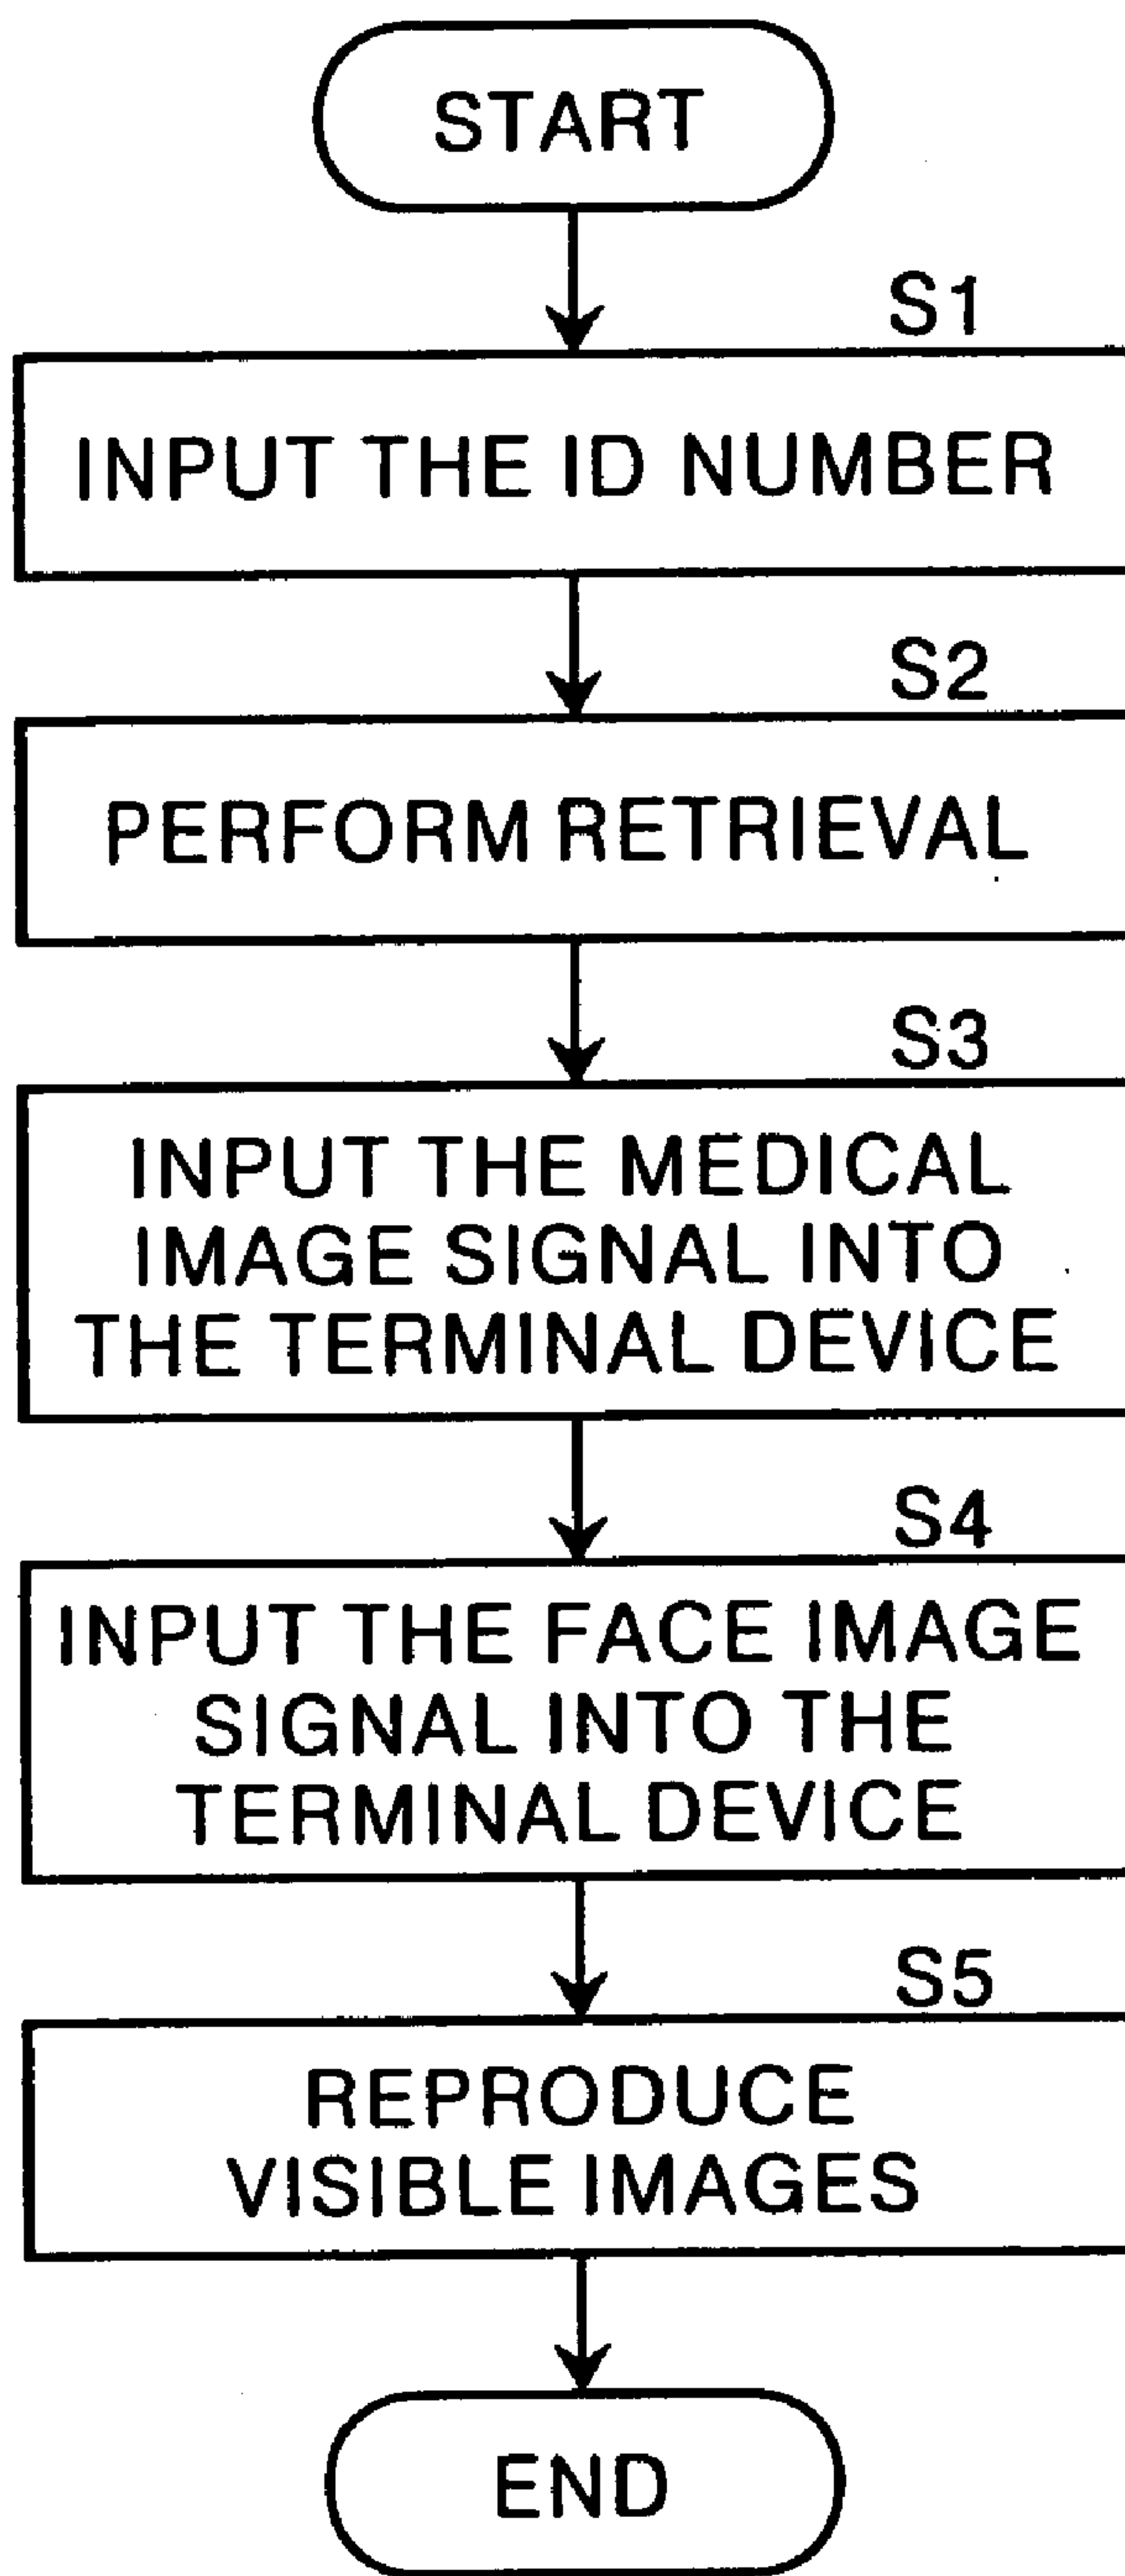 START
S1
INPUT THE ID NUMBER
S2
PERFORM RETRIEVAL
S3
INPUT THE MEDICAL
IMAGE SIGNAL INTO
THE TERMINAL DEVICE
S4
INPUT THE FACE IMAGE
SIGNAL INTO THE
TERMINAL DEVICE
S5
REPRODUCE
VISIBLE IMAGES
END